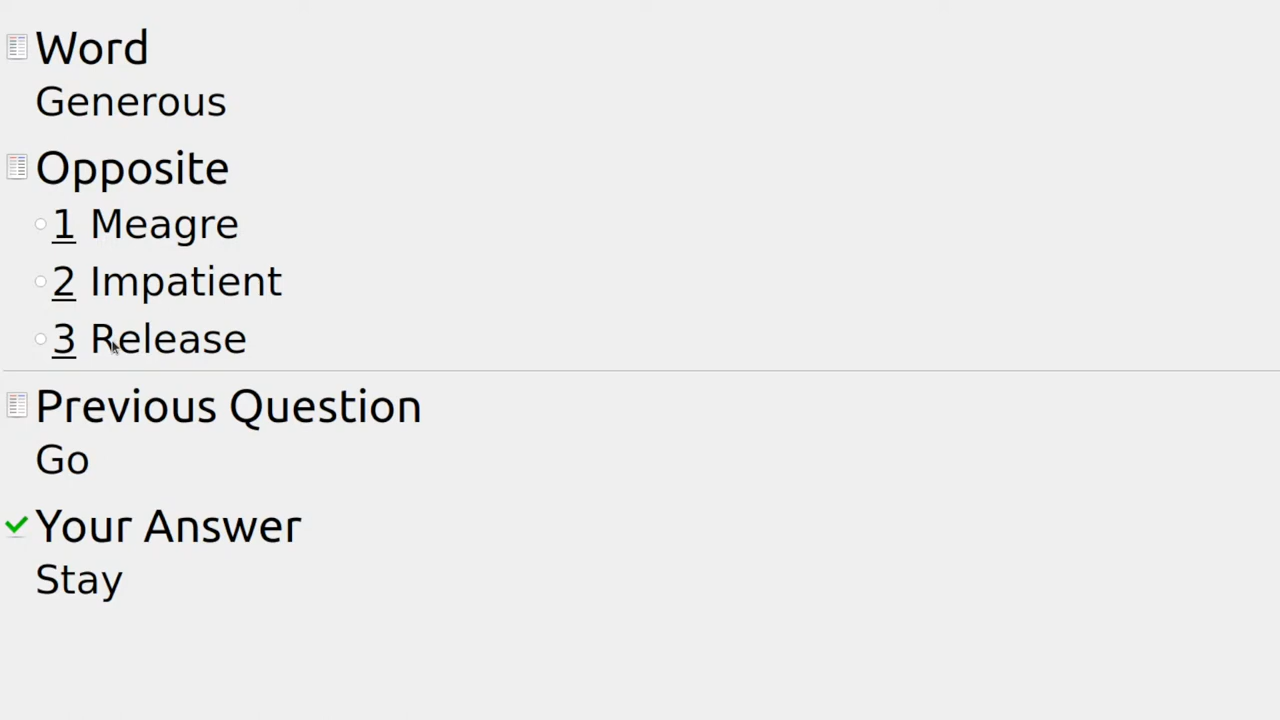 Word
Generous
Opposite
1 Meagre
2 Impatient
3 Release
Previous Question
Go
Your Answer
Stay